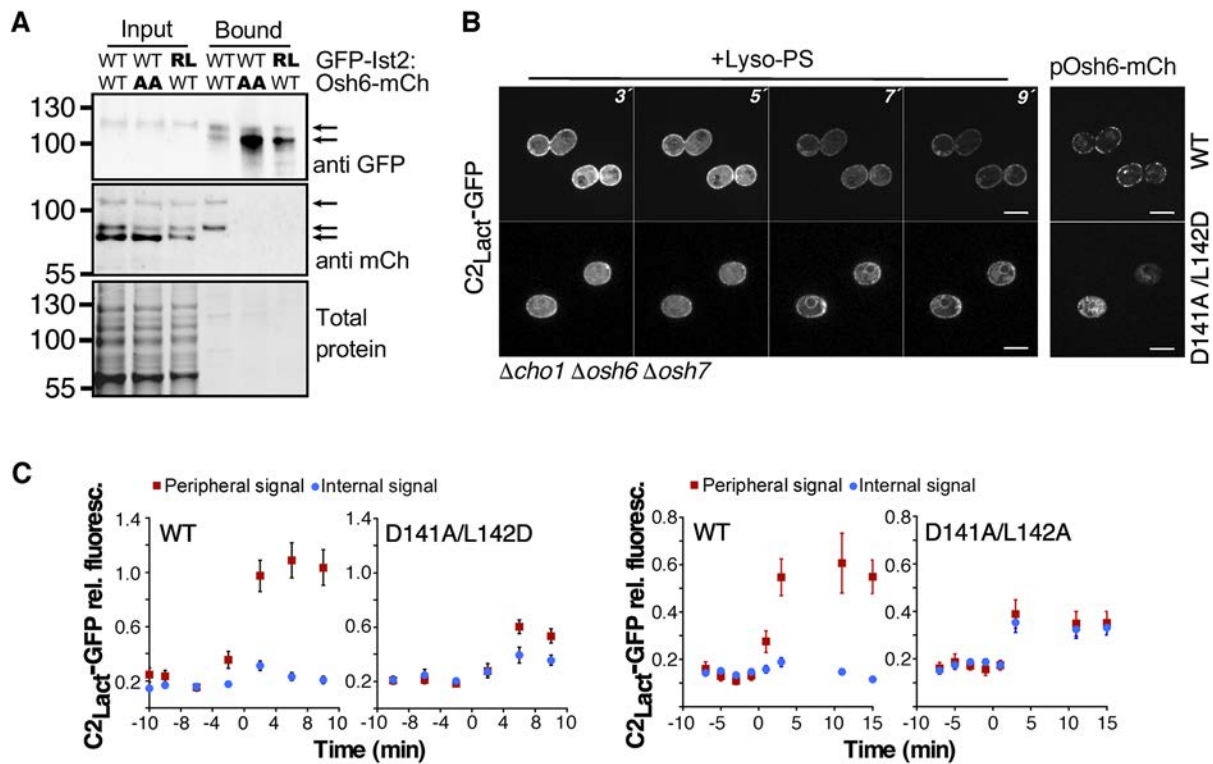 A
Input Bound
WT WT RL WT WT RL GFP-Ist2:
WT AA WT WT AA WT Osh6-mCh
130
100
anti GFP
100
55
anti mCh
130
100
55
Total
protein
B
+Lyso-PS
pOsh6-mCh
3´ 5´ 7´ 9´
C2Lact-GFP
WT
D141A /L142D
Δcho1 Δosh6 Δosh7
C
Peripheral signal Internal signal
C2Lact-GFP rel. fluoresc.
WT
D141A/L142D
1.4
1.0
0.6
0.2
1.4
1.0
0.6
0.2
-10 -8 -4 0 4 8 10
-10 -6 -2 2 6 10
Time (min)
Peripheral signal Internal signal
C2Lact-GFP rel. fluoresc.
WT
D141A/L142A
0.8
0.6
0.4
0.2
0.8
0.6
0.4
0.2
-10 -5 0 5 10 15
-10 -5 0 5 10 15
Time (min)